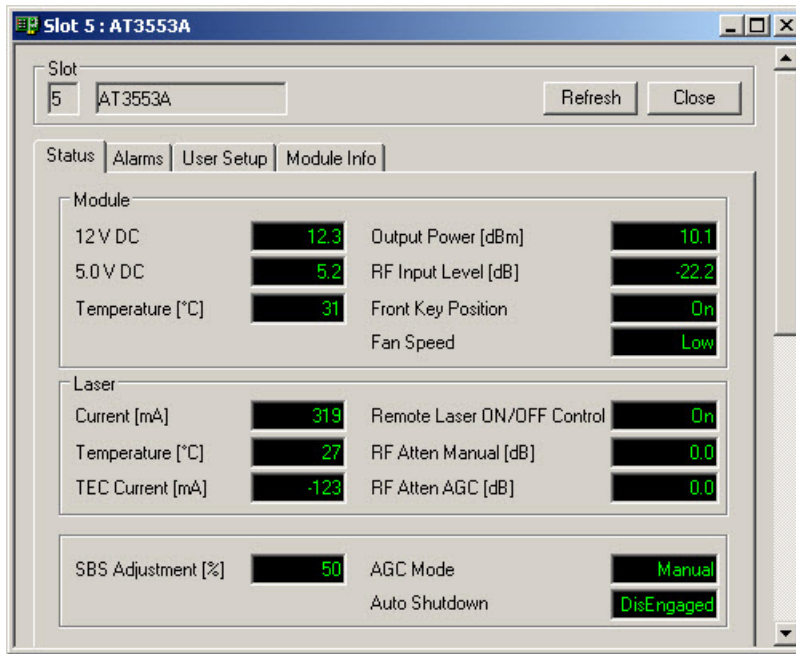 Slot 5 : AT3553A
Slot
5 AT3553A Refresh Close
Status Alarms User Setup Module Info
Module
12 V DC 12.3 Output Power [dBm] 10.1
5.0 V DC 5.2 RF Input Level [dB] -22.2
Temperature [°C] 31 Front Key Position On
Fan Speed Low
Laser
Current [mA] 319 Remote Laser ON/OFF Control On
Temperature [°C] 27 RF Atten Manual [dB] 0.0
TEC Current [mA] -123 RF Atten AGC [dB] 0.0
SBS Adjustment [%] 50 AGC Mode Manual
Auto Shutdown DisEngaged